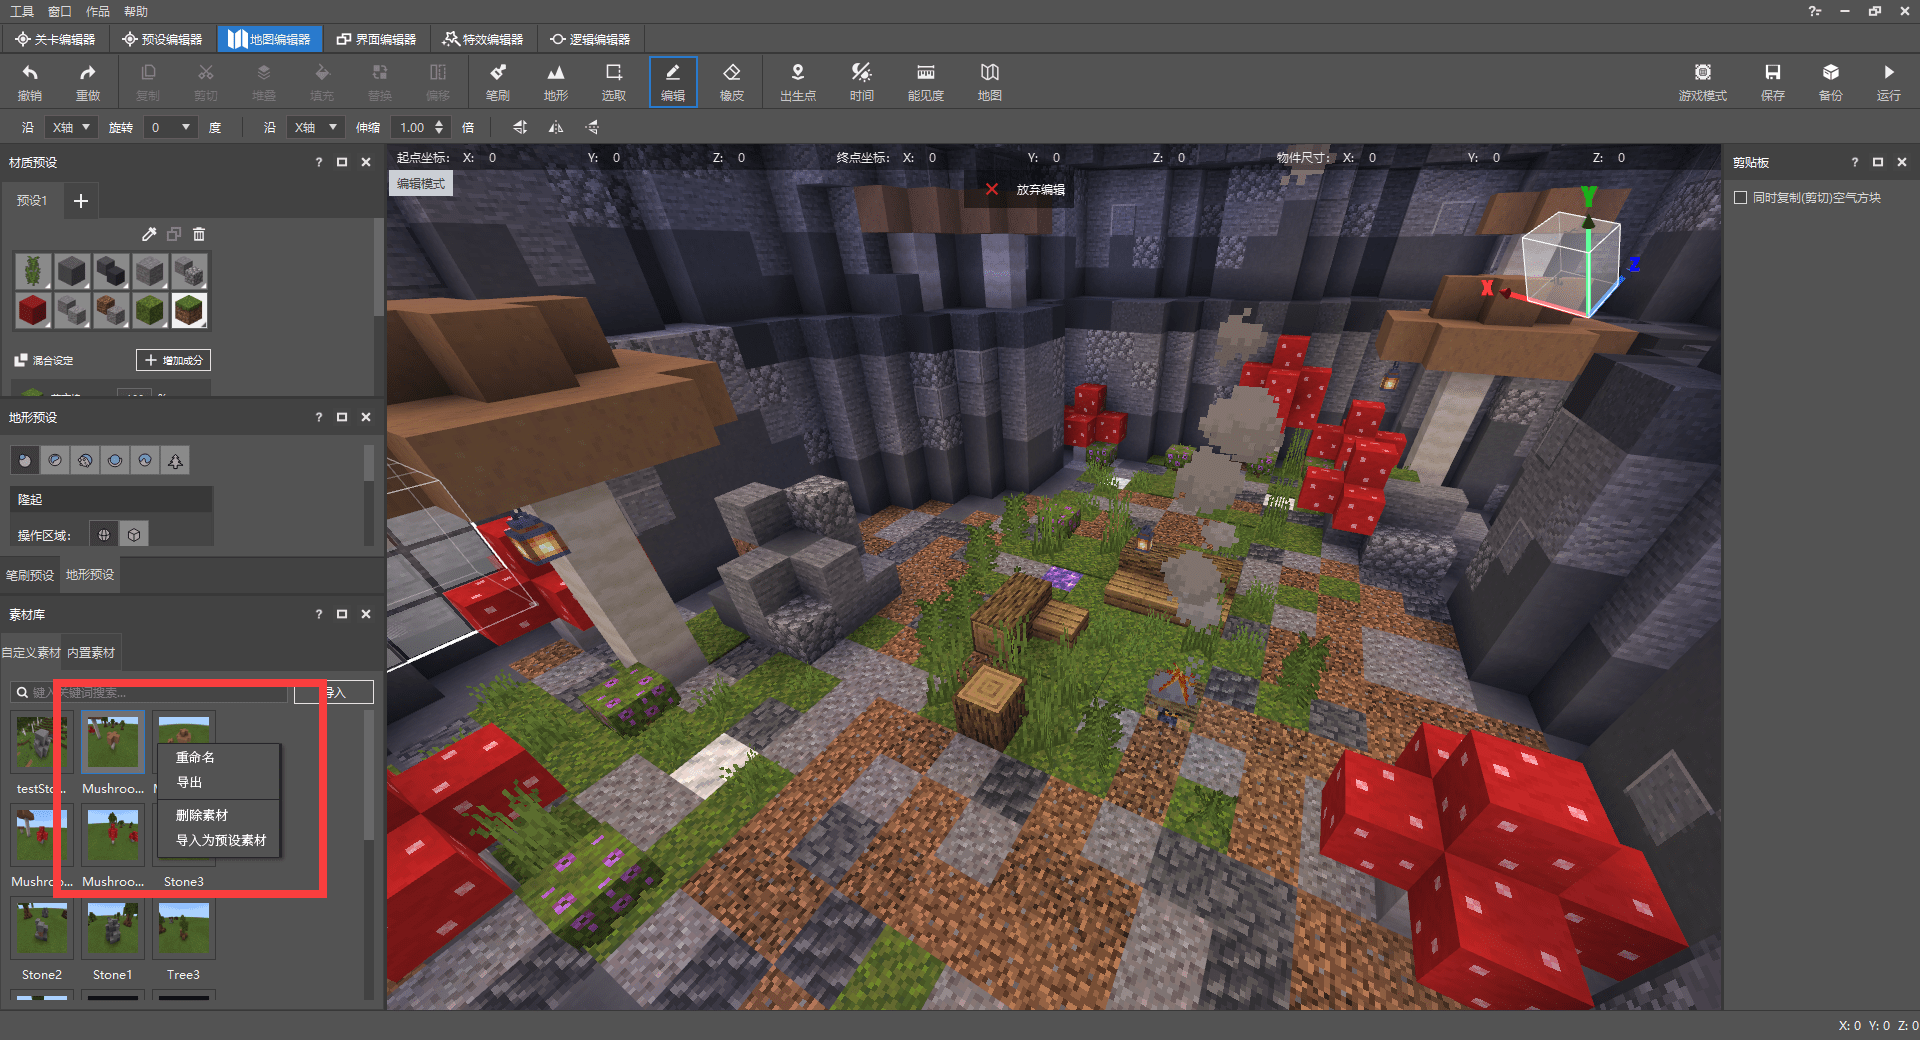 工具 窗口 作品 帮助
关卡编辑器 预设编辑器 地图编辑器 界面编辑器 特效编辑器 逻辑编辑器
撤销 重做 复制 剪切 堆叠 填充 替换 偏移 笔刷 地形 选取 编辑 橡皮 出生点 时间 能见度 地图 游戏模式 保存 备份 运行
沿 X轴 旋转 0 度 沿 X轴 伸缩 1.00 倍
材质预设
起点坐标: X: 0 Y: 0 Z: 0 终点坐标: X: 0 Y: 0 Z: 0 物件尺寸: X: 0 Y: 0 Z: 0
剪贴板
编辑模式
放弃编辑
同时复制(剪切)空气方块
预设1
Y
Z
X
混合设定 增加成分
地形预设
隆起
操作区域:
笔刷预设 地形预设
素材库
自定义素材 内置素材
键入关键词搜索... 导入
重命名
导出
删除素材
导入为预设素材
testSto... Mushroo...
Mushroo... Mushroo... Stone3
Stone2 Stone1 Tree3
X: 0 Y: 0 Z: 0